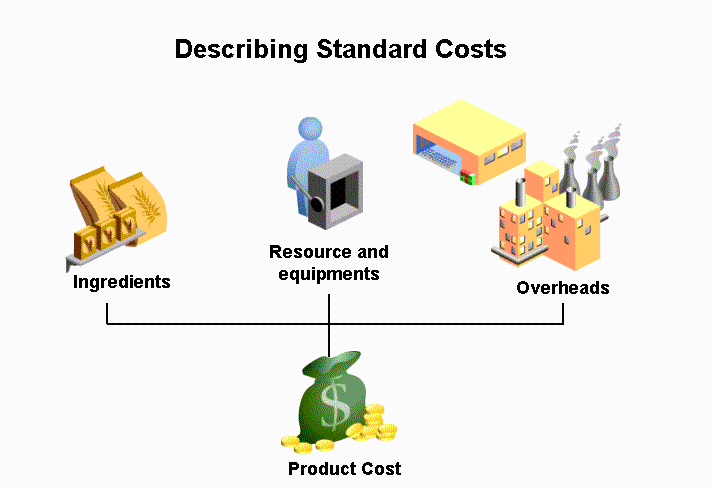 Describing Standard Costs
Ingredients
Resource and
equipments
Overheads
$
Product Cost